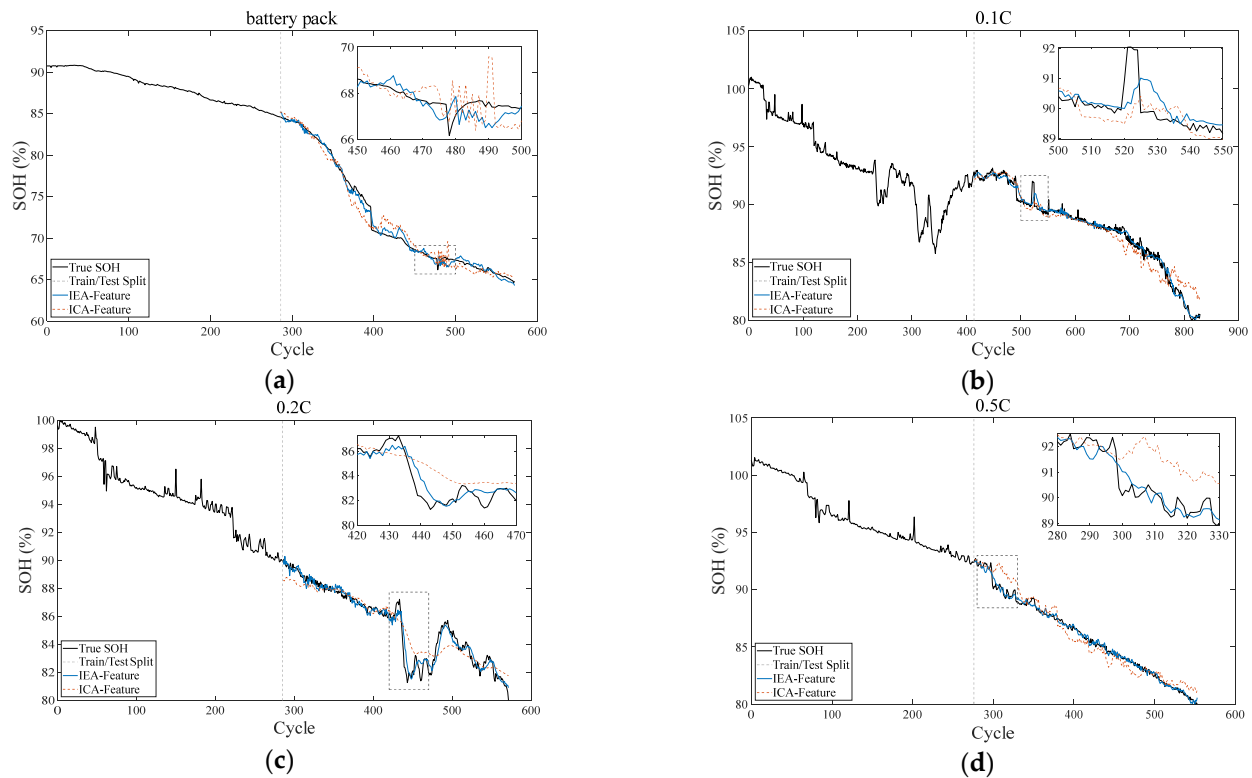 battery pack
95
90
85
80
75
70
65
60
SOH (%)
0 100 200 300 400 500 600
Cycle
70
68
66
450 460 470 480 490 500
True SOH
Train/Test Split
IEA-Feature
ICA-Feature
(a)
0.1C
105
100
95
90
85
80
SOH (%)
0 100 200 300 400 500 600 700 800 900
Cycle
92
91
90
89
500 510 520 530 540 550
True SOH
Train/Test Split
IEA-Feature
ICA-Feature
(b)
0.2C
100
98
96
94
92
90
88
86
84
82
80
SOH (%)
0 100 200 300 400 500 600
Cycle
86
84
82
80
420 430 440 450 460 470
True SOH
Train/Test Split
IEA-Feature
ICA-Feature
(c)
0.5C
105
100
95
90
85
80
SOH (%)
0 100 200 300 400 500 600
Cycle
92
91
90
89
280 290 300 310 320 330
True SOH
Train/Test Split
IEA-Feature
ICA-Feature
(d)